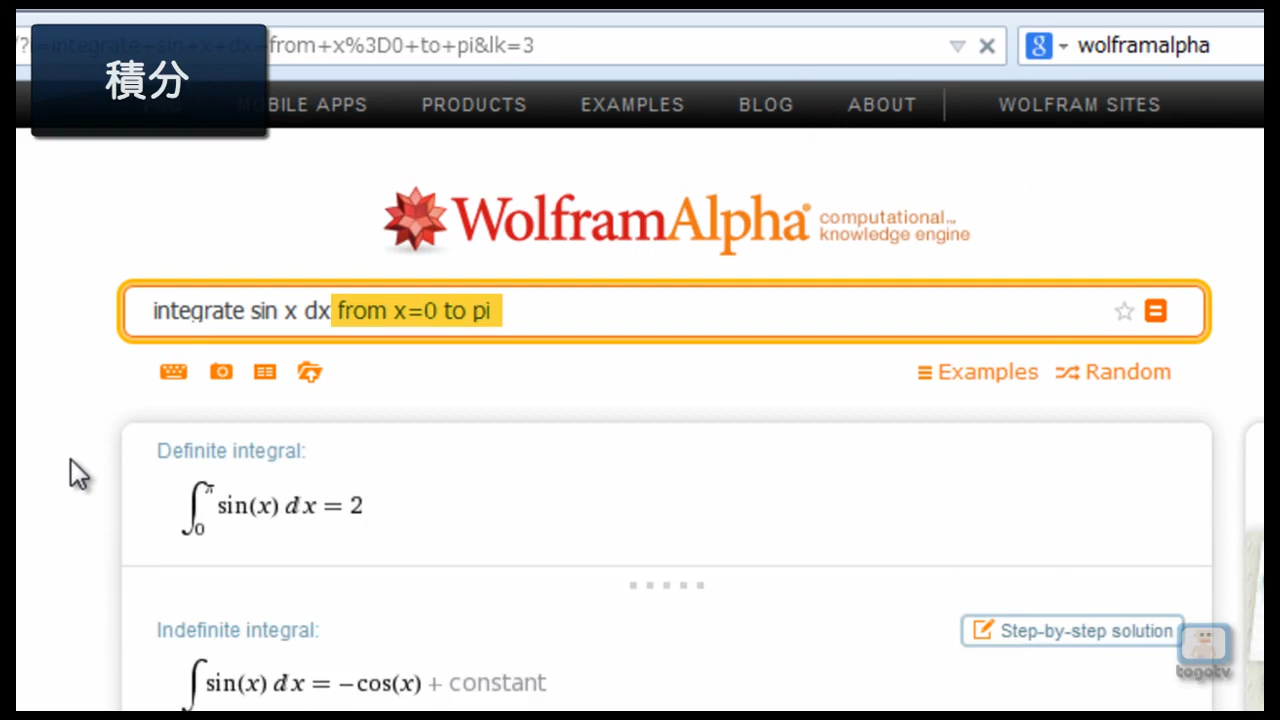 /?i=integrate+sin+x+dx+from+x%3D0+to+pi&lk=3
wolframalpha
積分
MOBILE APPS PRODUCTS EXAMPLES BLOG ABOUT WOLFRAM SITES
WolframAlpha computational...
knowledge engine
integrate sin x dx from x=0 to pi
Examples Random
Definite integral:
∫₀^π sin(x) dx = 2
Indefinite integral:
Step-by-step solution
∫ sin(x) dx = −cos(x) + constant
togotv